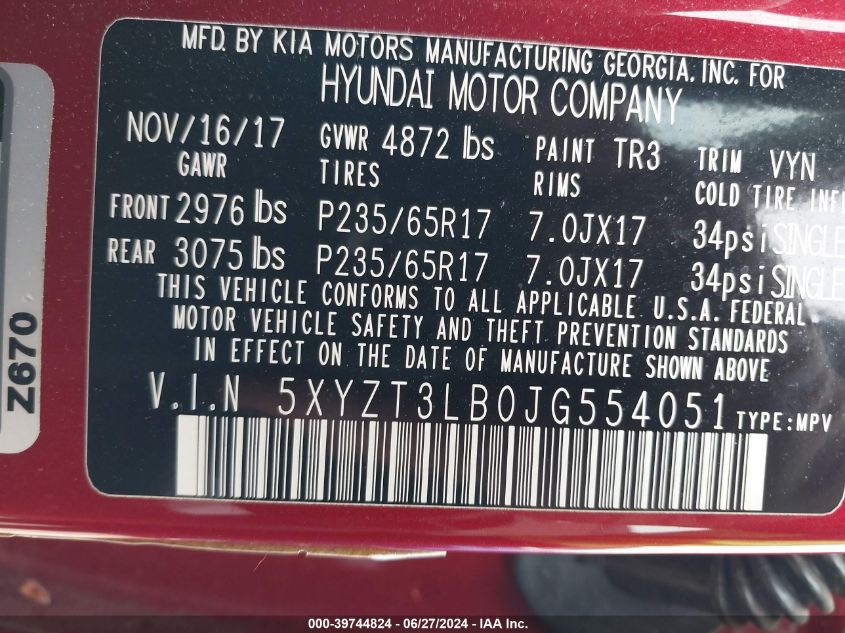 MFD. BY KIA MOTORS MANUFACTURING GEORGIA, INC. FOR
HYUNDAI MOTOR COMPANY
NOV/16/17 GVWR 4872 lbs PAINT TR3 TRIM VYN
GAWR TIRES RIMS COLD TIRE INF
FRONT 2976 lbs P235/65R17 7.0JX17 34psi SINGLE
REAR 3075 lbs P235/65R17 7.0JX17 34psi SINGLE
THIS VEHICLE CONFORMS TO ALL APPLICABLE U.S.A. FEDERAL
MOTOR VEHICLE SAFETY AND THEFT PREVENTION STANDARDS
IN EFFECT ON THE DATE OF MANUFACTURE SHOWN ABOVE
V.I.N 5XYZT3LB0JG554051 TYPE:MPV
Z670
000-39744824 - 06/27/2024 - IAA Inc.